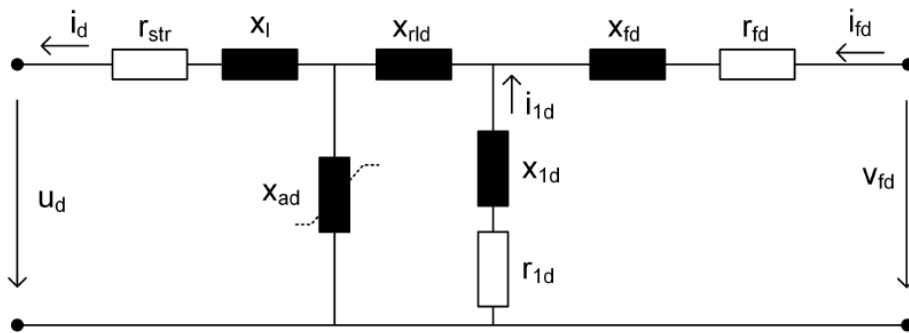 i_d r_str x_l x_rld x_fd r_fd i_fd
i_1d
x_1d
x_ad v_fd
u_d
r_1d